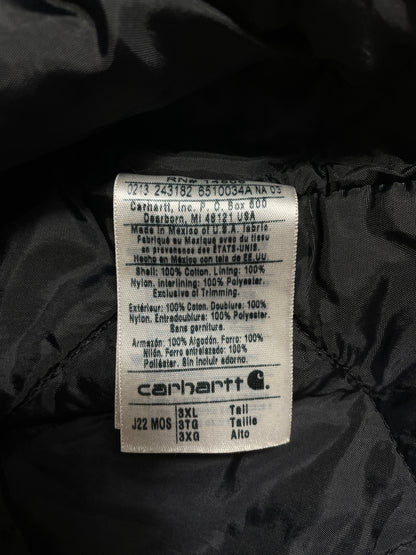 RN# 14806
0213 243182 6510034A NA 03
Carhartt, Inc. P. O. Box 600
Dearborn, MI 48121 USA
Made in Mexico of U.S.A. fabric
Fabriqué au Mexique avec du tissu
en provenance des ÉTATS-UNIS.
Hecho en México con tela de EE.UU.
Shell: 100% Cotton. Lining: 100%
Nylon. Interlining: 100% Polyester.
Exclusive of Trimming.
Extérieur: 100% Coton. Doublure: 100%
Nylon. Entredoublure: 100% Polyester.
Sans garniture.
Armazón: 100% Algodón. Forro: 100%
Nilón. Forro entrelazado: 100%
Poliéster. Sin incluir adorno.
carhartt
J22 MOS 3XL Tall
3TG Taille
3XG Alto